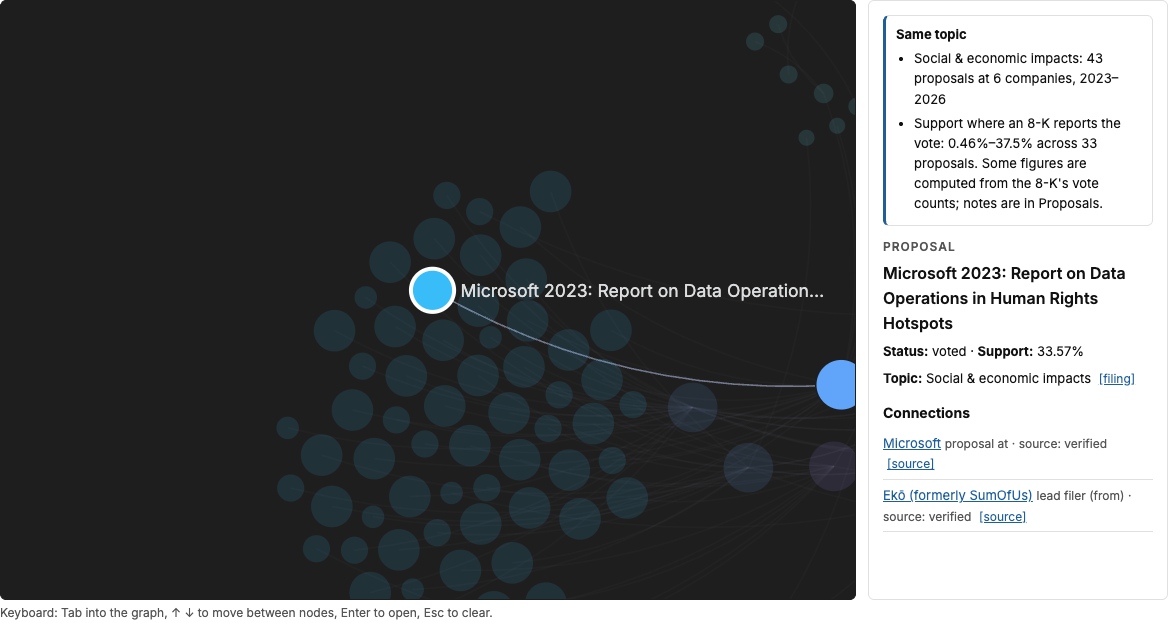 Microsoft 2023: Report on Data Operation...
Keyboard: Tab into the graph, ↑ ↓ to move between nodes, Enter to open, Esc to clear.
Same topic
• Social & economic impacts: 43
proposals at 6 companies, 2023–
2026
• Support where an 8-K reports the
vote: 0.46%–37.5% across 33
proposals. Some figures are
computed from the 8-K's vote
counts; notes are in Proposals.
PROPOSAL
Microsoft 2023: Report on Data
Operations in Human Rights
Hotspots
Status: voted · Support: 33.57%
Topic: Social & economic impacts [filing]
Connections
Microsoft proposal at · source: verified
[source]
Ekō (formerly SumOfUs) lead filer (from) ·
source: verified [source]